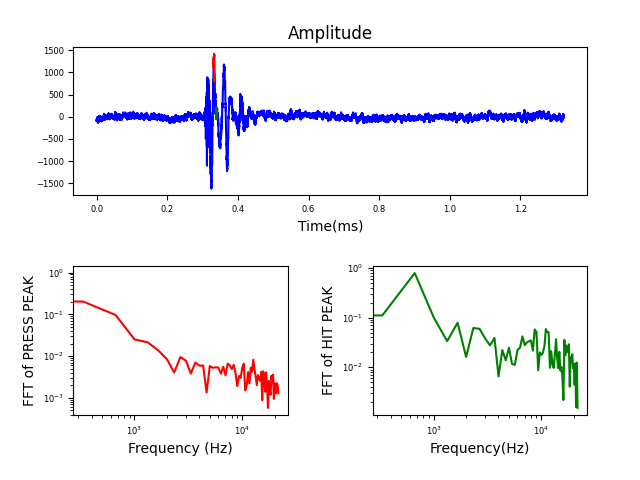 Amplitude
1500
1000
500
0
−500
−1000
−1500
0.0 0.2 0.4 0.6 0.8 1.0 1.2
Time(ms)
FFT of PRESS PEAK
10⁰
10⁻¹
10⁻²
10⁻³
10³ 10⁴
Frequency (Hz)
FFT of HIT PEAK
10⁰
10⁻¹
10⁻²
10³ 10⁴
Frequency(Hz)